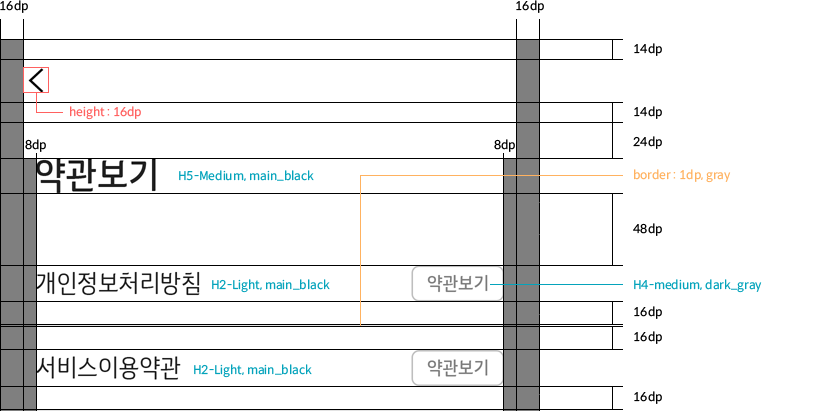 16dp 16dp
14dp
height: 16dp 14dp
24dp
8dp 8dp
약관보기 H5-Medium, main_black border: 1dp, gray
48dp
개인정보처리방침 H2-Light, main_black 약관보기 H4-medium, dark_gray
16dp
16dp
서비스이용약관 H2-Light, main_black 약관보기
16dp